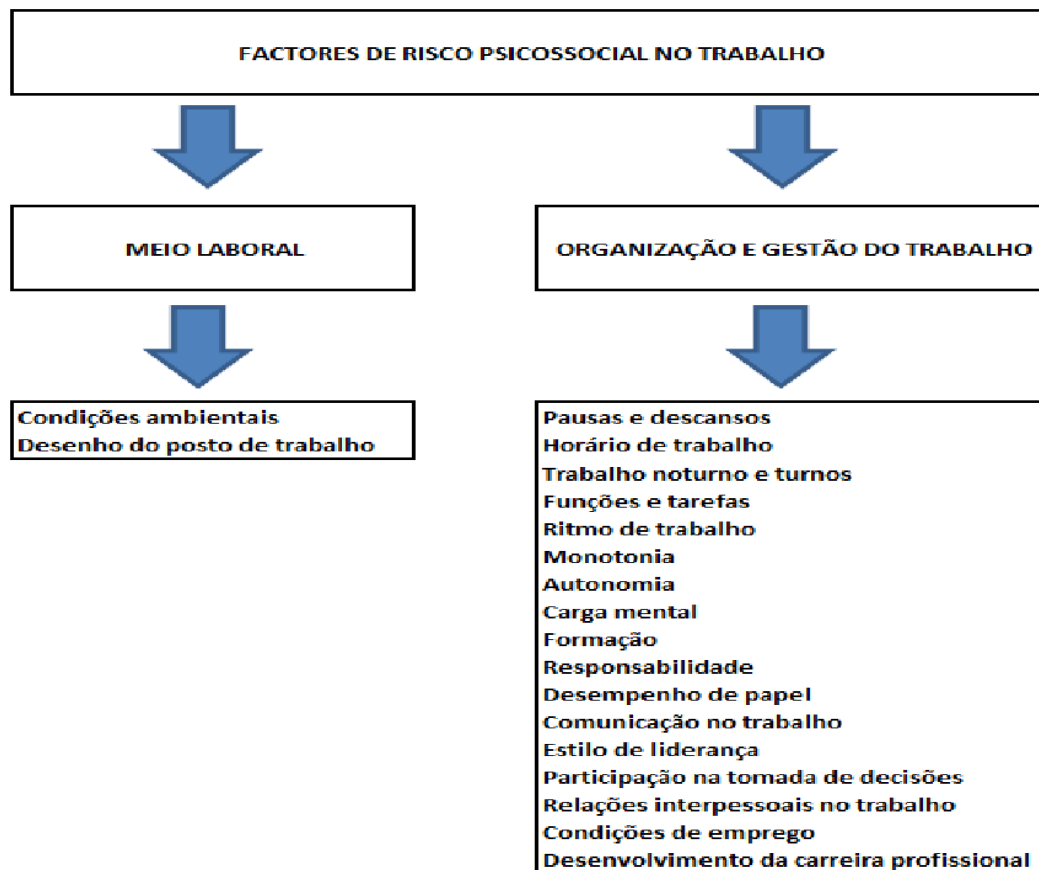 FACTORES DE RISCO PSICOSSOCIAL NO TRABALHO
MEIO LABORAL
ORGANIZAÇÃO E GESTÃO DO TRABALHO
Condições ambientais
Desenho do posto de trabalho
Pausas e descansos
Horário de trabalho
Trabalho noturno e turnos
Funções e tarefas
Ritmo de trabalho
Monotonia
Autonomia
Carga mental
Formação
Responsabilidade
Desempenho de papel
Comunicação no trabalho
Estilo de liderança
Participação na tomada de decisões
Relações interpessoais no trabalho
Condições de emprego
Desenvolvimento da carreira profissional